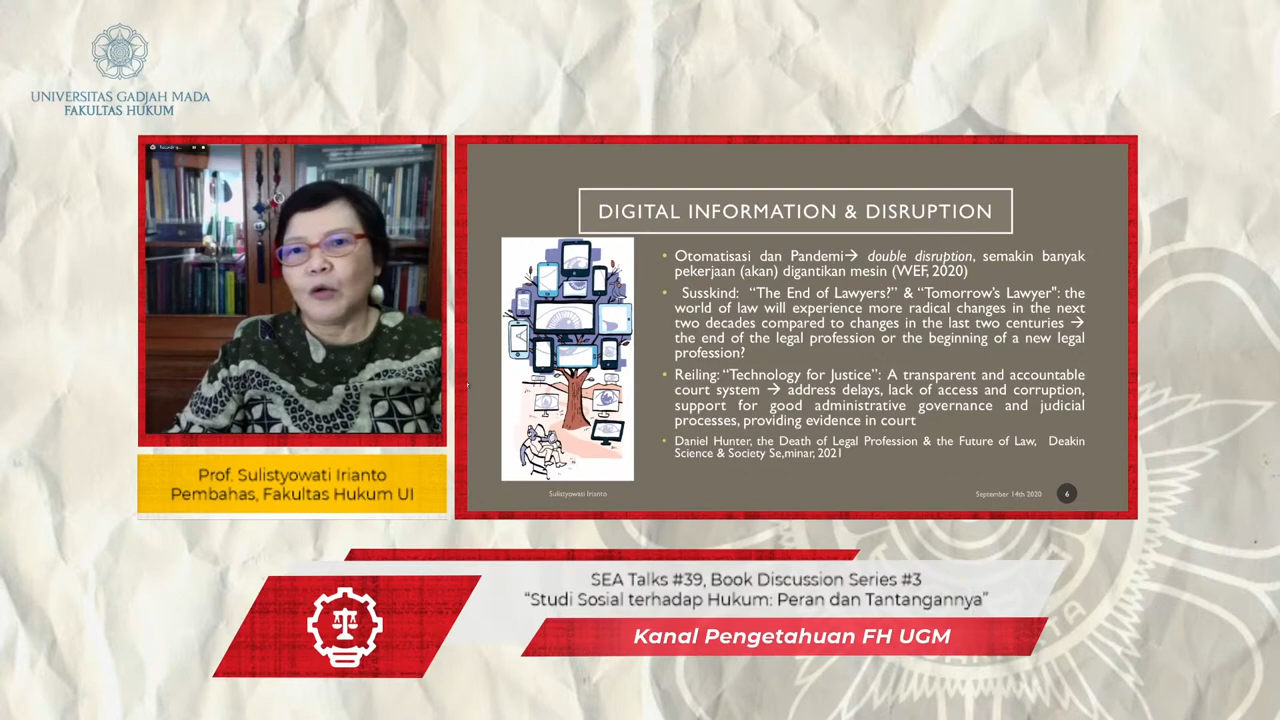 UNIVERSITAS GADJAH MADA
FAKULTAS HUKUM
Prof. Sulistyowati Irianto
Pembahas, Fakultas Hukum UI
DIGITAL INFORMATION & DISRUPTION
• Otomatisasi dan Pandemi→ double disruption, semakin banyak
pekerjaan (akan) digantikan mesin (WEF, 2020)
• Susskind: “The End of Lawyers?” & “Tomorrow’s Lawyer": the
world of law will experience more radical changes in the next
two decades compared to changes in the last two centuries →
the end of the legal profession or the beginning of a new legal
profession?
• Reiling: “Technology for Justice”: A transparent and accountable
court system → address delays, lack of access and corruption,
support for good administrative governance and judicial
processes, providing evidence in court
• Daniel Hunter, the Death of Legal Profession & the Future of Law, Deakin
Science & Society Se,minar, 2021
Sulistyowati Irianto
September 14th 2020
6
SEA Talks #39, Book Discussion Series #3
“Studi Sosial terhadap Hukum: Peran dan Tantangannya”
Kanal Pengetahuan FH UGM